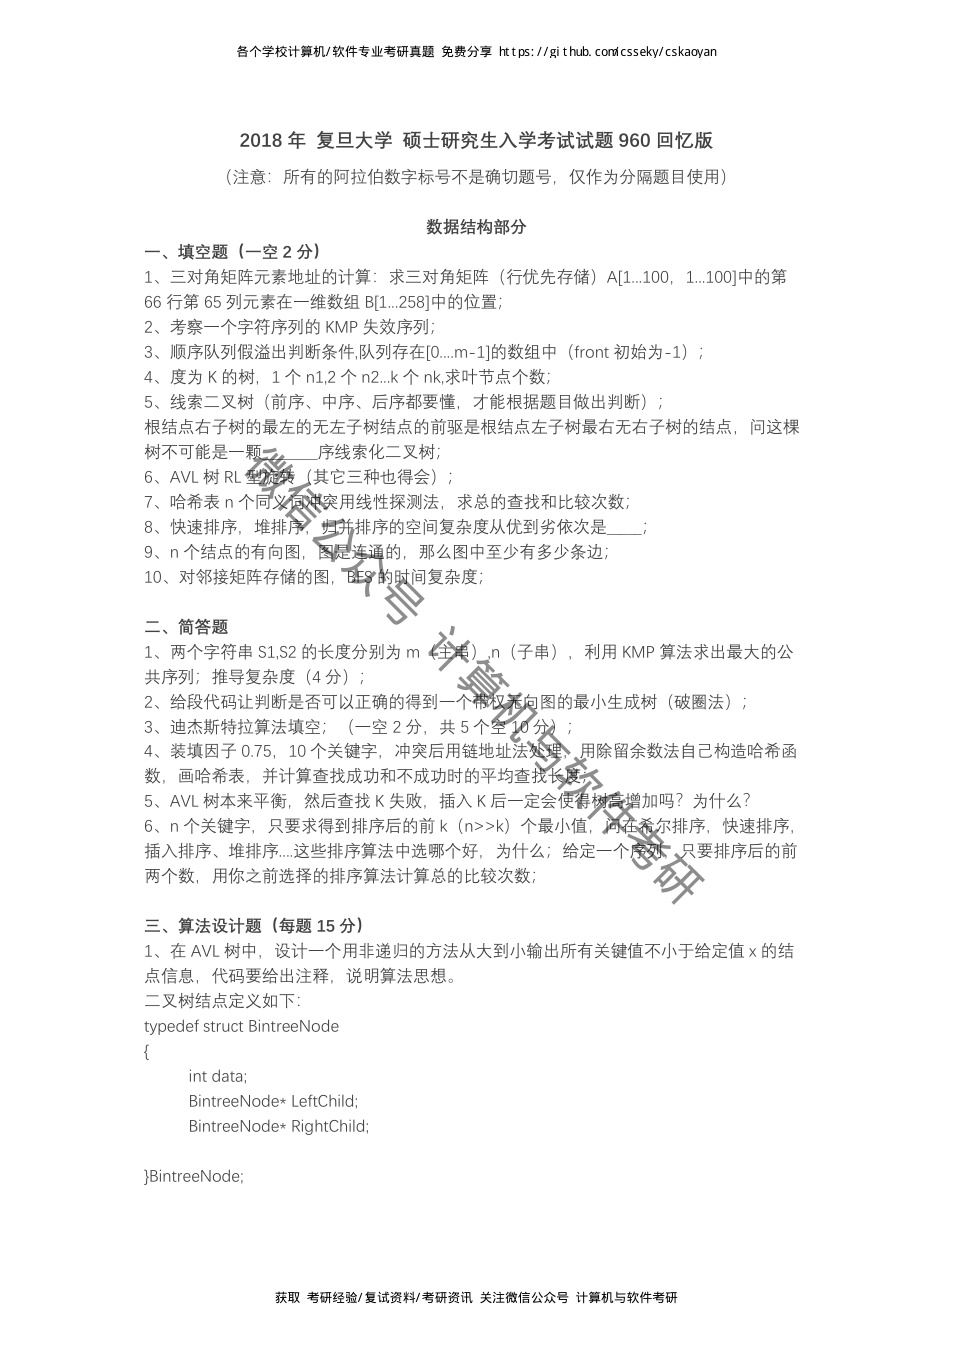 各个学校计算机/软件专业考研真题 免费分享 https://github.com/csseky/cskaoyan
2018 年 复旦大学 硕士研究生入学考试试题 960 回忆版
（注意：所有的阿拉伯数字标号不是确切题号，仅作为分隔题目使用）
数据结构部分
一、填空题（一空 2 分）
1、三对角矩阵元素地址的计算：求三对角矩阵（行优先存储）A[1...100，1...100]中的第
66 行第 65 列元素在一维数组 B[1...258]中的位置；
2、考察一个字符序列的 KMP 失效序列；
3、顺序队列假溢出判断条件,队列存在[0....m-1]的数组中（front 初始为-1）；
4、度为 K 的树，1 个 n1,2 个 n2...k 个 nk,求叶节点个数；
5、线索二叉树（前序、中序、后序都要懂，才能根据题目做出判断）；
根结点右子树的最左的无左子树结点的前驱是根结点左子树最右无右子树的结点，问这棵
树不可能是一颗______序线索化二叉树；
6、AVL 树 RL 型旋转（其它三种也得会）；
7、哈希表 n 个同义词冲突用线性探测法，求总的查找和比较次数；
8、快速排序，堆排序，归并排序的空间复杂度从优到劣依次是____；
9、n 个结点的有向图，图是连通的，那么图中至少有多少条边；
10、对邻接矩阵存储的图，BFS 的时间复杂度；
二、简答题
1、两个字符串 S1,S2 的长度分别为 m（主串）,n（子串），利用 KMP 算法求出最大的公
共序列；推导复杂度（4 分）；
2、给段代码让判断是否可以正确的得到一个带权无向图的最小生成树（破圈法）；
3、迪杰斯特拉算法填空；（一空 2 分，共 5 个空 10 分）；
4、装填因子 0.75，10 个关键字，冲突后用链地址法处理，用除留余数法自己构造哈希函
数，画哈希表，并计算查找成功和不成功时的平均查找长度；
5、AVL 树本来平衡，然后查找 K 失败，插入 K 后一定会使得树高增加吗？为什么？
6、n 个关键字，只要求得到排序后的前 k（n>>k）个最小值，问在希尔排序，快速排序，
插入排序、堆排序....这些排序算法中选哪个好，为什么；给定一个序列，只要排序后的前
两个数，用你之前选择的排序算法计算总的比较次数；
三、算法设计题（每题 15 分）
1、在 AVL 树中，设计一个用非递归的方法从大到小输出所有关键值不小于给定值 x 的结
点信息，代码要给出注释，说明算法思想。
二叉树结点定义如下：
typedef struct BintreeNode
{
int data;
BintreeNode* LeftChild;
BintreeNode* RightChild;
}BintreeNode;
微信公众号 计算机与软件考研
获取 考研经验/复试资料/考研资讯 关注微信公众号 计算机与软件考研